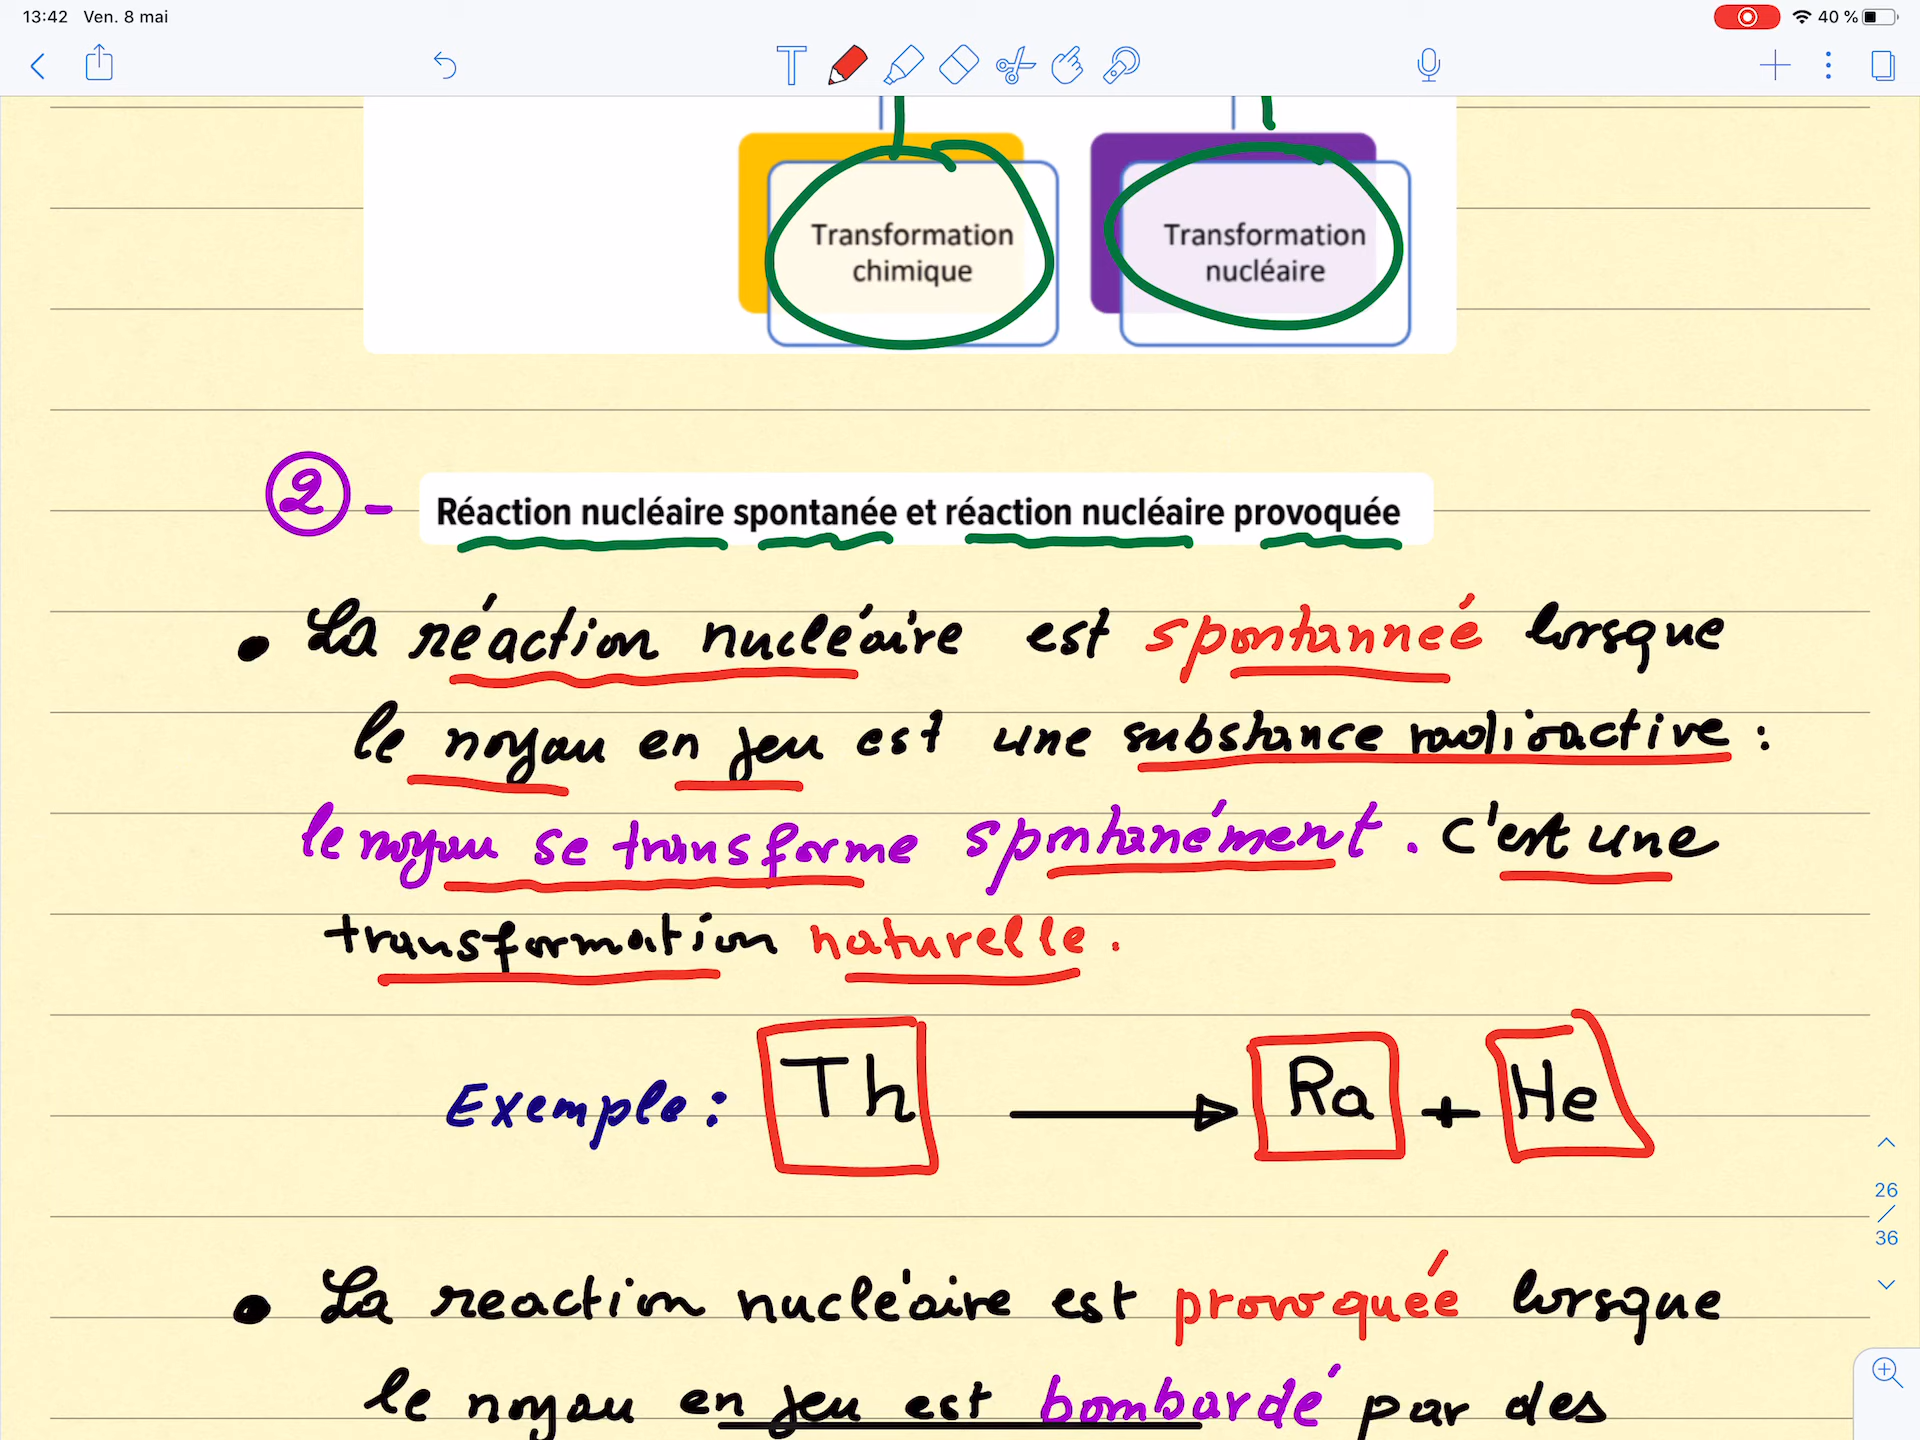 13:42 Ven. 8 mai 40 %
Transformation chimique
Transformation nucléaire
2 - Réaction nucléaire spontanée et réaction nucléaire provoquée
• La réaction nucléaire est spontanneé lorsque
le noyau en jeu est une substance radioactive :
le noyau se transforme spontanément. C'est une
transformation naturelle.
Exemple : Th → Ra + He
26
/
36
• La reaction nucléaire est provoquée lorsque
le noyau en jeu est bombardé par des